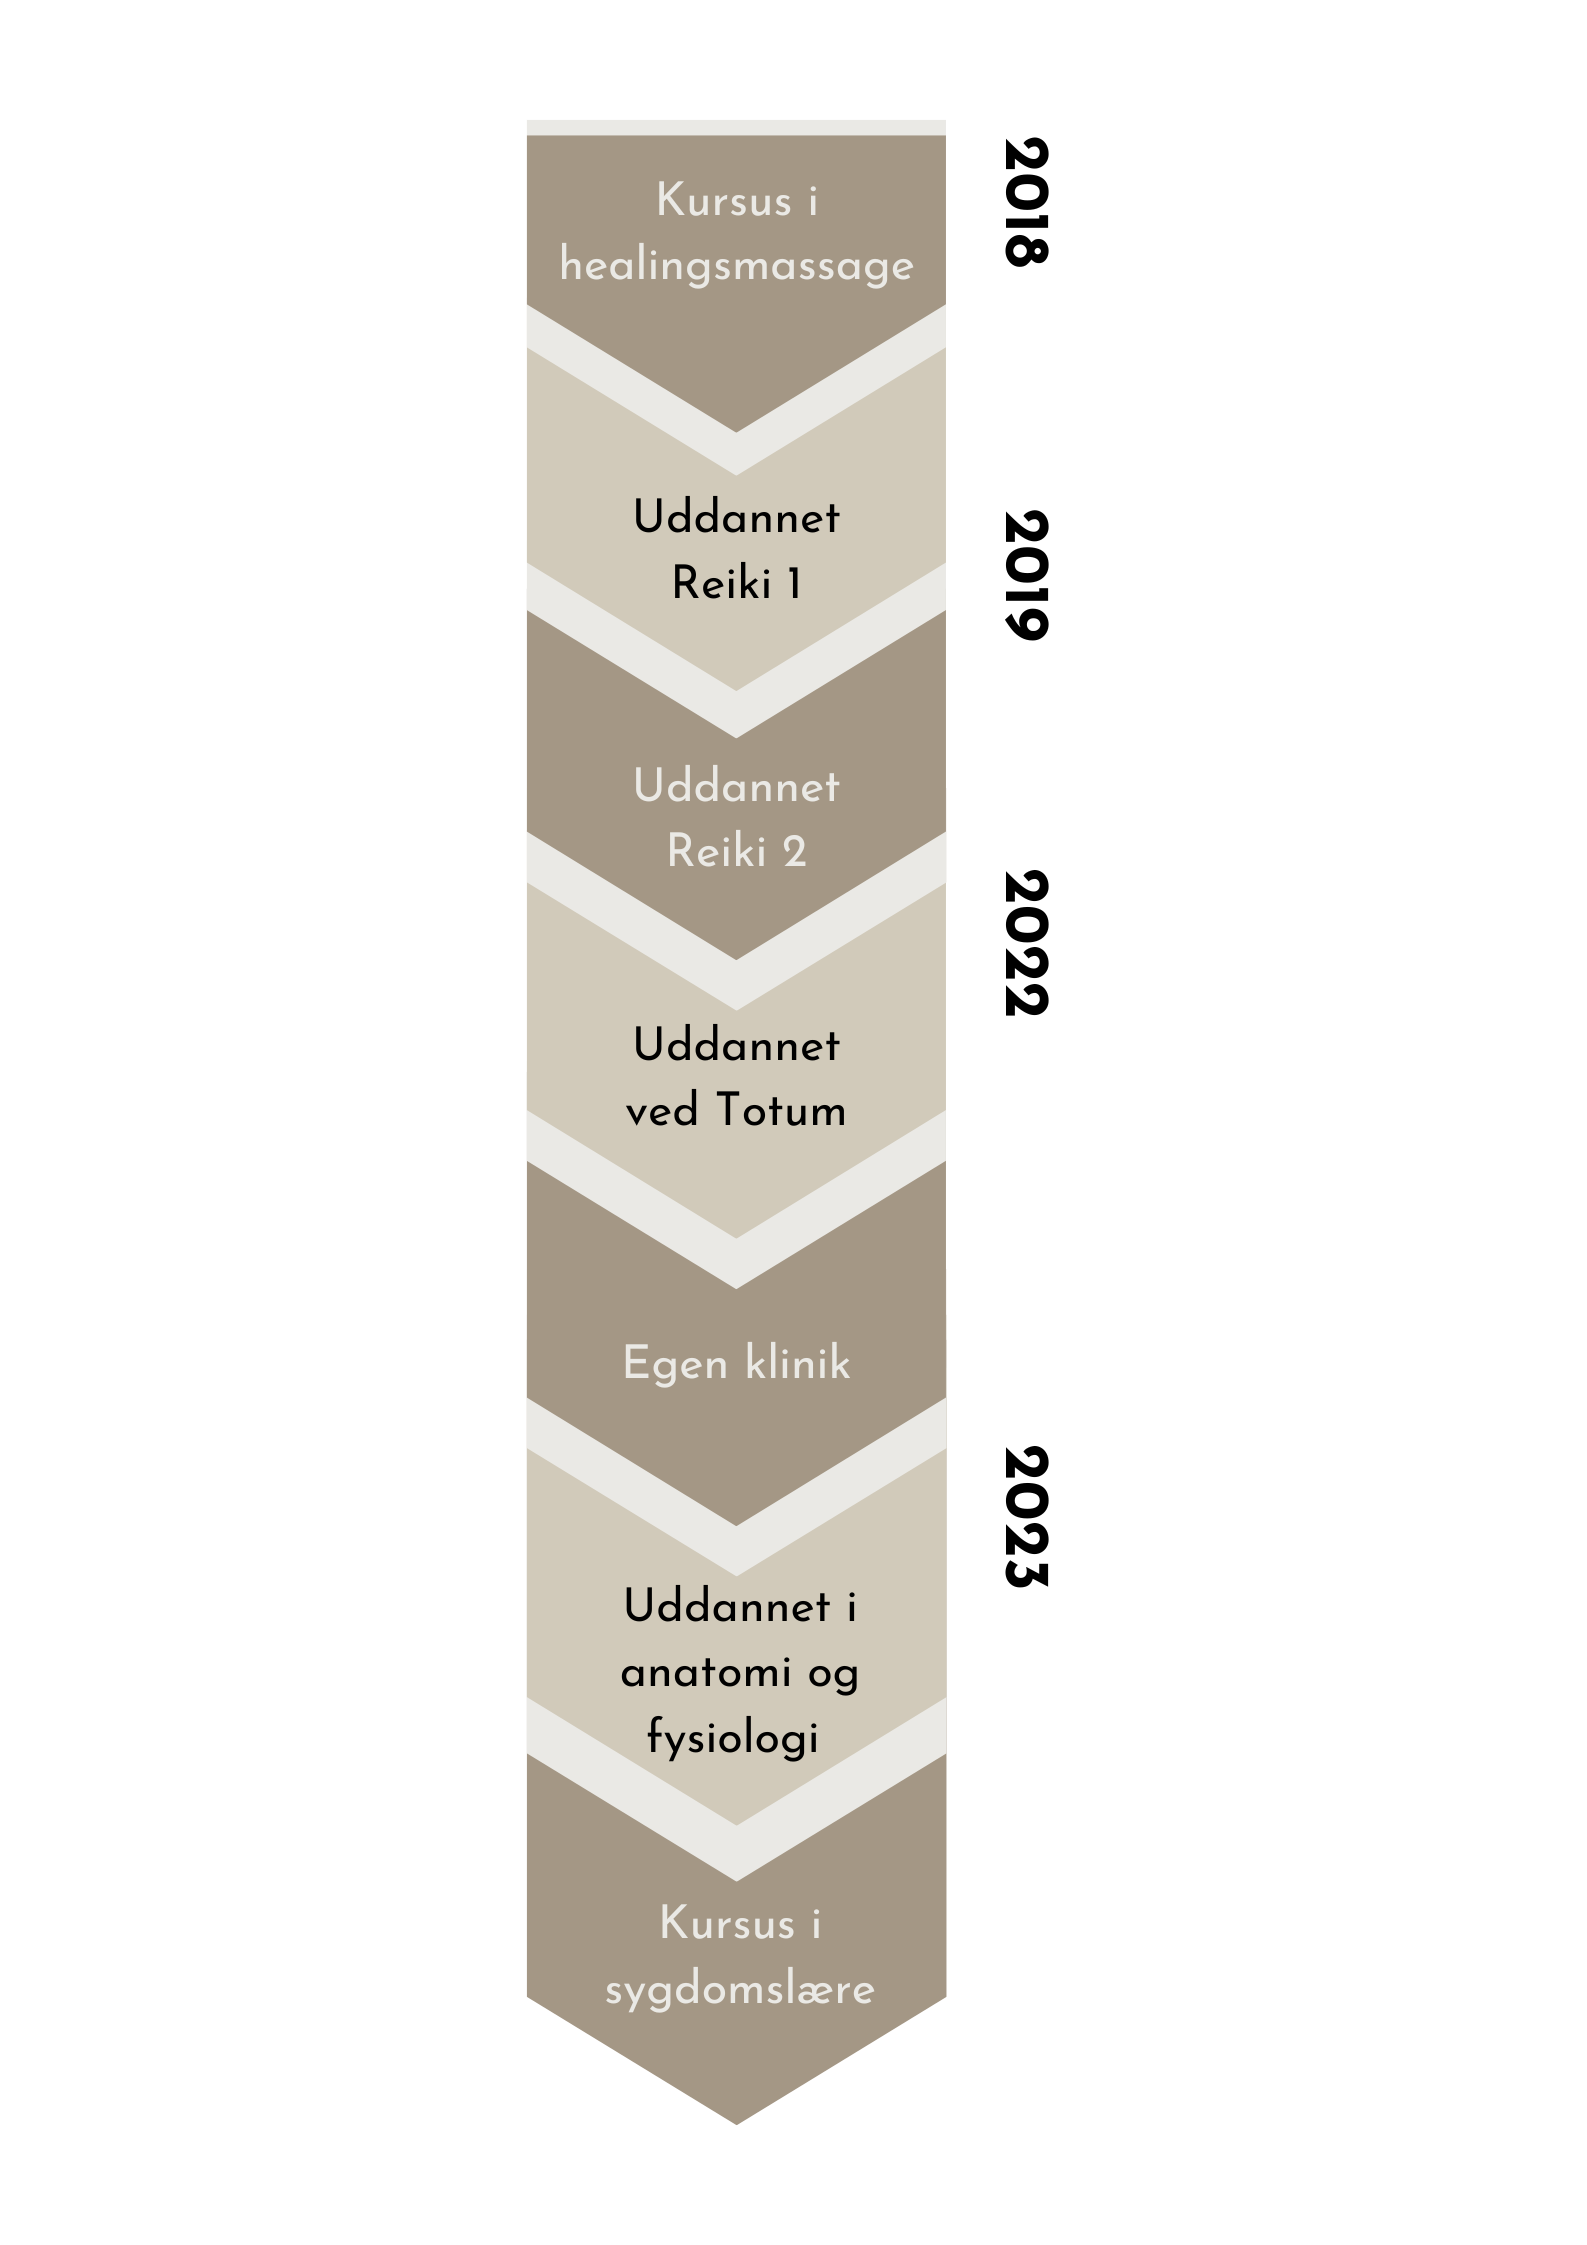 Kursus i
healingsmassage
2018
Uddannet
Reiki 1
2019
Uddannet
Reiki 2
2022
Uddannet
ved Totum
Egen klinik
2023
Uddannet i
anatomi og
fysiologi
Kursus i
sygdomslære